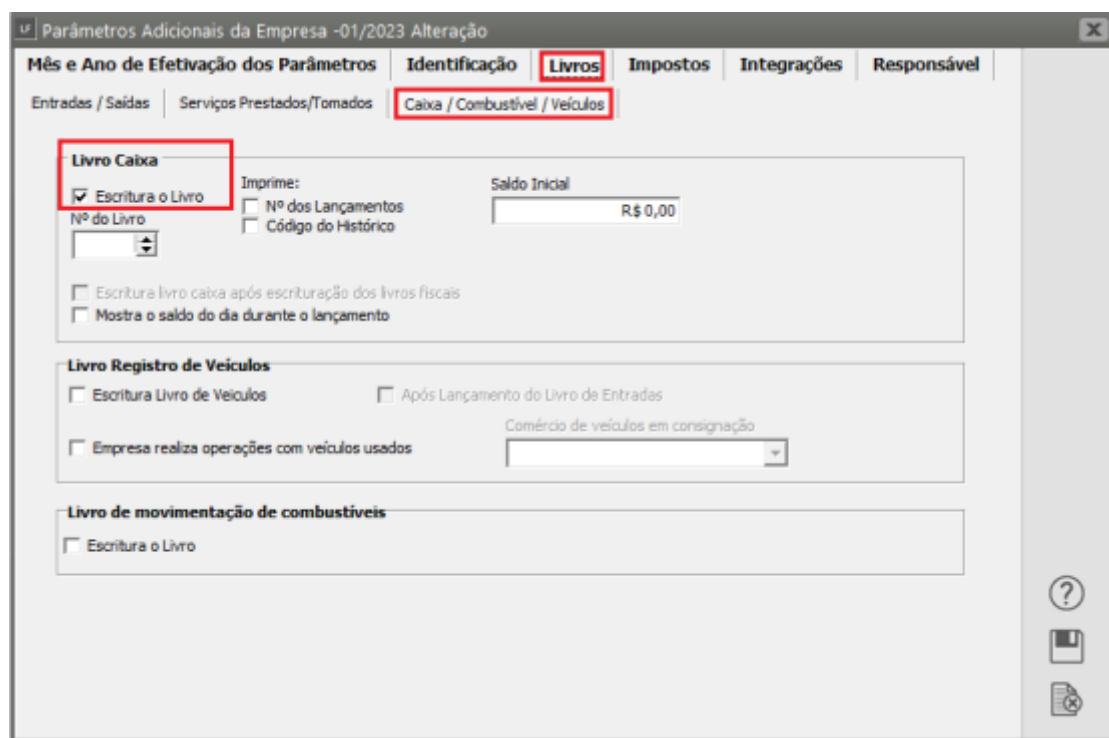 LF Parâmetros Adicionais da Empresa -01/2023 Alteração
Mês e Ano de Efetivação dos Parâmetros Identificação Livros Impostos Integrações Responsável
Entradas / Saídas Serviços Prestados/Tomados Caixa / Combustível / Veículos
Livro Caixa
Escritura o Livro Imprime: Saldo Inicial
Nº dos Lançamentos R$ 0,00
Nº do Livro Código do Histórico
Escritura livro caixa após escrituração dos livros fiscais
Mostra o saldo do dia durante o lançamento
Livro Registro de Veículos
Escritura Livro de Veiculos Após Lançamento do Livro de Entradas
Comércio de veículos em consignação
Empresa realiza operações com veículos usados
Livro de movimentação de combustíveis
Escritura o Livro